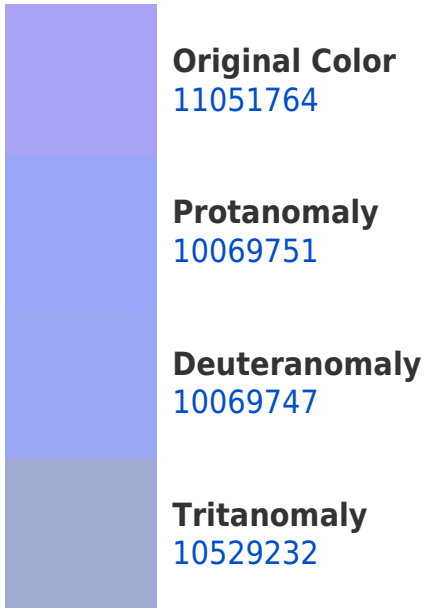 Original Color
11051764
Protanomaly
10069751
Deuteranomaly
10069747
Tritanomaly
10529232